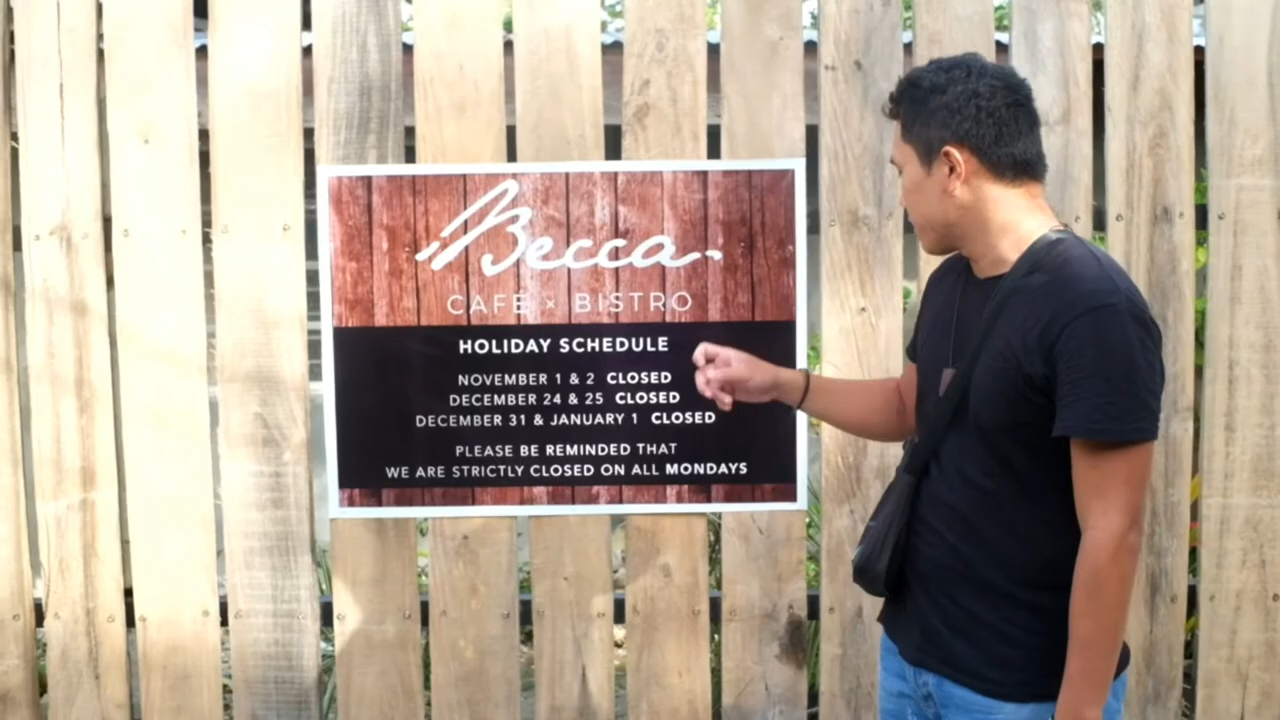 Becca
CAFE × BISTRO
HOLIDAY SCHEDULE
NOVEMBER 1 & 2 CLOSED
DECEMBER 24 & 25 CLOSED
DECEMBER 31 & JANUARY 1 CLOSED
PLEASE BE REMINDED THAT
WE ARE STRICTLY CLOSED ON ALL MONDAYS